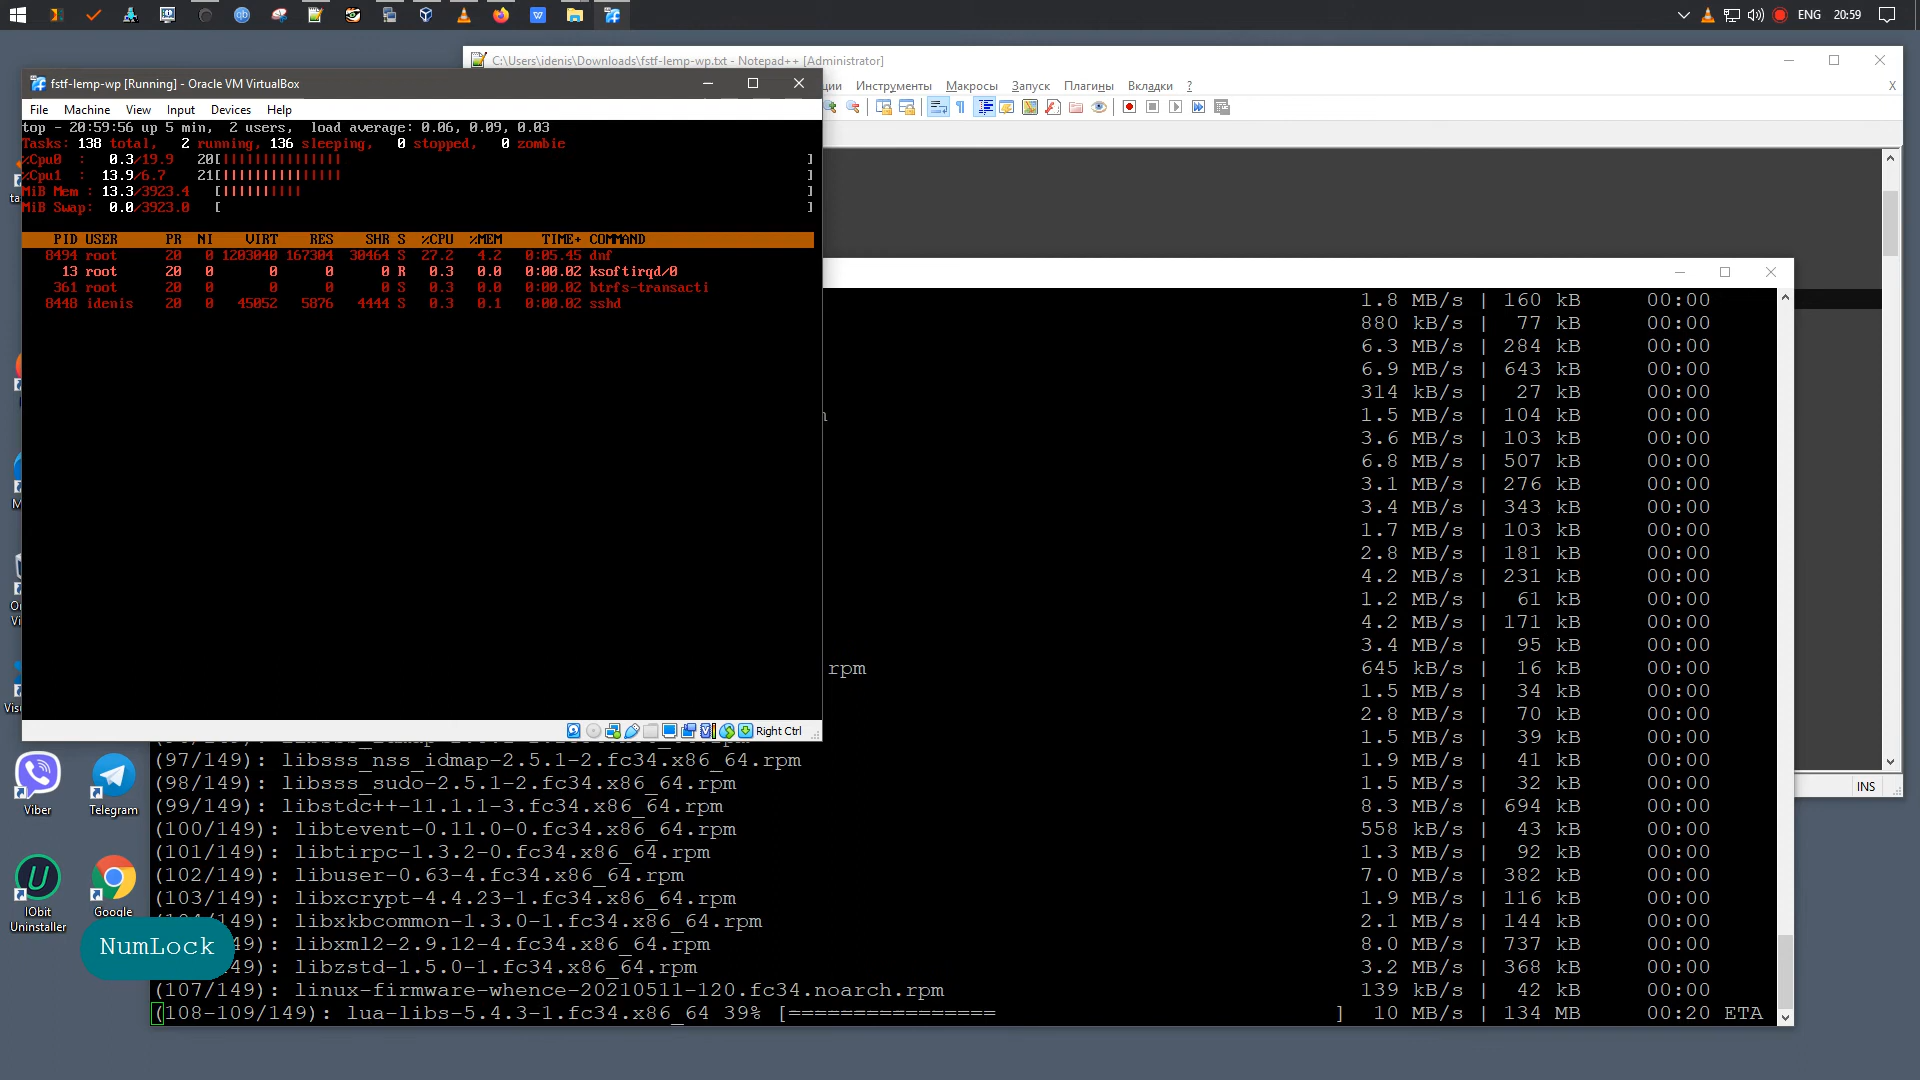 ENG 20:59
C:\Users\idenis\Downloads\fstf-lemp-wp.txt - Notepad++ [Administrator]
Инструменты Макросы Запуск Плагины Вкладки ?
X
fstf-lemp-wp [Running] - Oracle VM VirtualBox
File Machine View Input Devices Help
top - 20:59:56 up 5 min, 2 users, load average: 0.06, 0.09, 0.03
Tasks: 138 total, 2 running, 136 sleeping, 0 stopped, 0 zombie
%Cpu0 : 0.3/19.9 20[|||||||||||||||| ]
%Cpu1 : 13.9/6.7 21[|||||||||||||||| ]
MiB Mem : 13.3/3923.4 [||||||||||| ]
MiB Swap: 0.0/3923.0 [ ]
PID USER PR NI VIRT RES SHR S %CPU %MEM TIME+ COMMAND
8494 root 20 0 1203040 167304 30464 S 27.2 4.2 0:05.45 dnf
13 root 20 0 0 0 0 R 0.3 0.0 0:00.02 ksoftirqd/0
361 root 20 0 0 0 0 S 0.3 0.0 0:00.02 btrfs-transacti
8448 idenis 20 0 45052 5876 4444 S 0.3 0.1 0:00.02 sshd
Right Ctrl
1.8 MB/s | 160 kB 00:00
880 kB/s | 77 kB 00:00
6.3 MB/s | 284 kB 00:00
6.9 MB/s | 643 kB 00:00
314 kB/s | 27 kB 00:00
1.5 MB/s | 104 kB 00:00
3.6 MB/s | 103 kB 00:00
6.8 MB/s | 507 kB 00:00
3.1 MB/s | 276 kB 00:00
3.4 MB/s | 343 kB 00:00
1.7 MB/s | 103 kB 00:00
2.8 MB/s | 181 kB 00:00
4.2 MB/s | 231 kB 00:00
1.2 MB/s | 61 kB 00:00
4.2 MB/s | 171 kB 00:00
3.4 MB/s | 95 kB 00:00
rpm 645 kB/s | 16 kB 00:00
1.5 MB/s | 34 kB 00:00
2.8 MB/s | 70 kB 00:00
1.5 MB/s | 39 kB 00:00
(97/149): libsss_nss_idmap-2.5.1-2.fc34.x86_64.rpm 1.9 MB/s | 41 kB 00:00
(98/149): libsss_sudo-2.5.1-2.fc34.x86_64.rpm 1.5 MB/s | 32 kB 00:00
(99/149): libstdc++-11.1.1-3.fc34.x86_64.rpm 8.3 MB/s | 694 kB 00:00
(100/149): libtevent-0.11.0-0.fc34.x86_64.rpm 558 kB/s | 43 kB 00:00
(101/149): libtirpc-1.3.2-0.fc34.x86_64.rpm 1.3 MB/s | 92 kB 00:00
(102/149): libuser-0.63-4.fc34.x86_64.rpm 7.0 MB/s | 382 kB 00:00
(103/149): libxcrypt-4.4.23-1.fc34.x86_64.rpm 1.9 MB/s | 116 kB 00:00
149): libxkbcommon-1.3.0-1.fc34.x86_64.rpm 2.1 MB/s | 144 kB 00:00
49): libxml2-2.9.12-4.fc34.x86_64.rpm 8.0 MB/s | 737 kB 00:00
49): libzstd-1.5.0-1.fc34.x86_64.rpm 3.2 MB/s | 368 kB 00:00
(107/149): linux-firmware-whence-20210511-120.fc34.noarch.rpm 139 kB/s | 42 kB 00:00
(108-109/149): lua-libs-5.4.3-1.fc34.x86_64 39% [================ ] 10 MB/s | 134 MB 00:20 ETA
INS
Viber
Telegram
IObit
Uninstaller
Google
NumLock